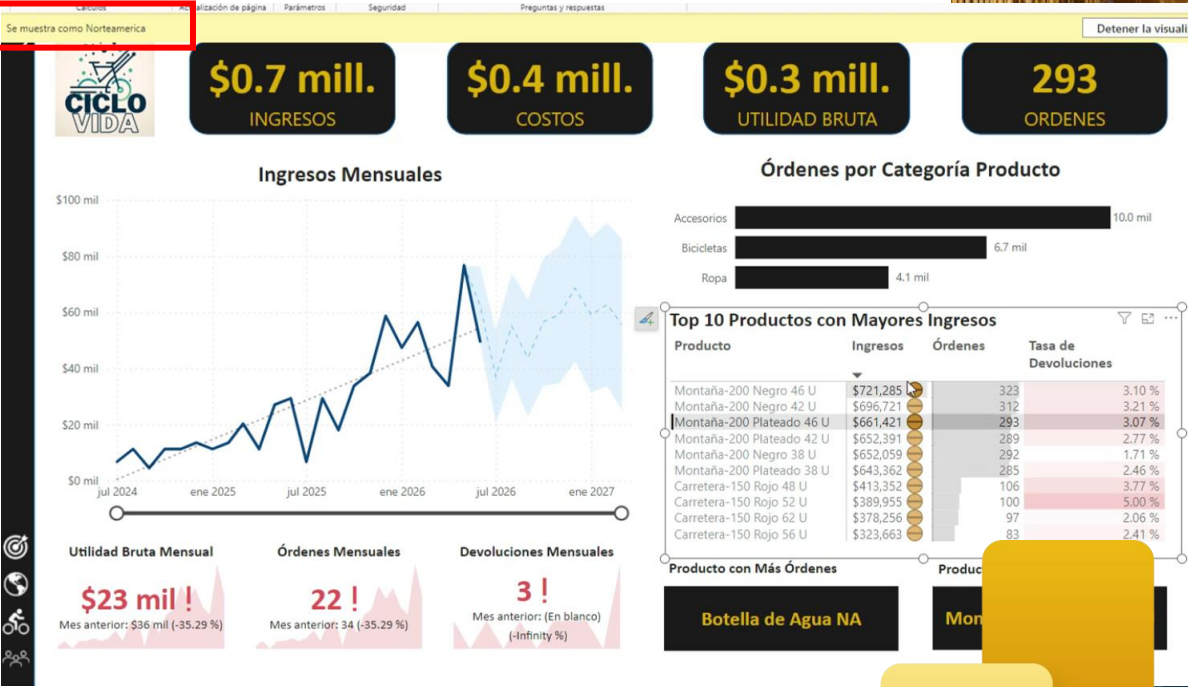 Cálculos
Actualización de página
Parámetros
Seguridad
Preguntas y respuestas
Se muestra como Norteamerica
Detener la
CICLO
VIDA
$0.7 mill.
INGRESOS
$0.4 mill.
COSTOS
$0.3 mill.
UTILIDAD BRUTA
293
ORDENES
Ingresos Mensuales
$100 mil
$80 mil
$60 mil
$40 mil
$20 mil
$0 mil
jul 2024
ene 2025
jul 2025
ene 2026
jul 2026
ene 2027
Órdenes por Categoría Producto
Accesorios 10.0 mil
Bicicletas 6.7 mil
Ropa 4.1 mil
Top 10 Productos con Mayores Ingresos
Producto Ingresos Órdenes Tasa de
Devoluciones
Montaña-200 Negro 46 U $721,285 323 3.10 %
Montaña-200 Negro 42 U $696,721 312 3.21 %
Montaña-200 Plateado 46 U $661,421 293 3.07 %
Montaña-200 Plateado 42 U $652,391 289 2.77 %
Montaña-200 Negro 38 U $652,059 292 1.71 %
Montaña-200 Plateado 38 U $643,362 285 2.46 %
Carretera-150 Rojo 48 U $413,352 106 3.77 %
Carretera-150 Rojo 52 U $389,955 100 5.00 %
Carretera-150 Rojo 62 U $378,256 97 2.06 %
Carretera-150 Rojo 56 U $323,663 83 2.41 %
Utilidad Bruta Mensual
$23 mil !
Mes anterior: $36 mil (-35.29 %)
Órdenes Mensuales
22 !
Mes anterior: 34 (-35.29 %)
Devoluciones Mensuales
3 !
Mes anterior: (En blanco)
(-Infinity %)
Producto con Más Órdenes
Botella de Agua NA